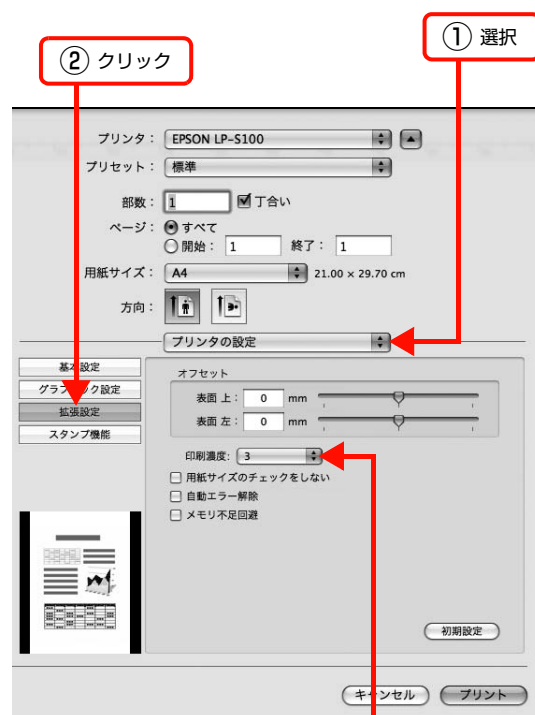 ① 選択
② クリック
プリンタ： EPSON LP-S100
プリセット： 標準
部数： 1 丁合い
ページ： すべて
開始： 1 終了： 1
用紙サイズ： A4 21.00 × 29.70 cm
方向：
プリンタの設定
基本設定
グラフィック設定
拡張設定
スタンプ機能
オフセット
表面 上： 0 mm
表面 左： 0 mm
印刷濃度: 3
用紙サイズのチェックをしない
自動エラー解除
メモリ不足回避
初期設定
キャンセル プリント